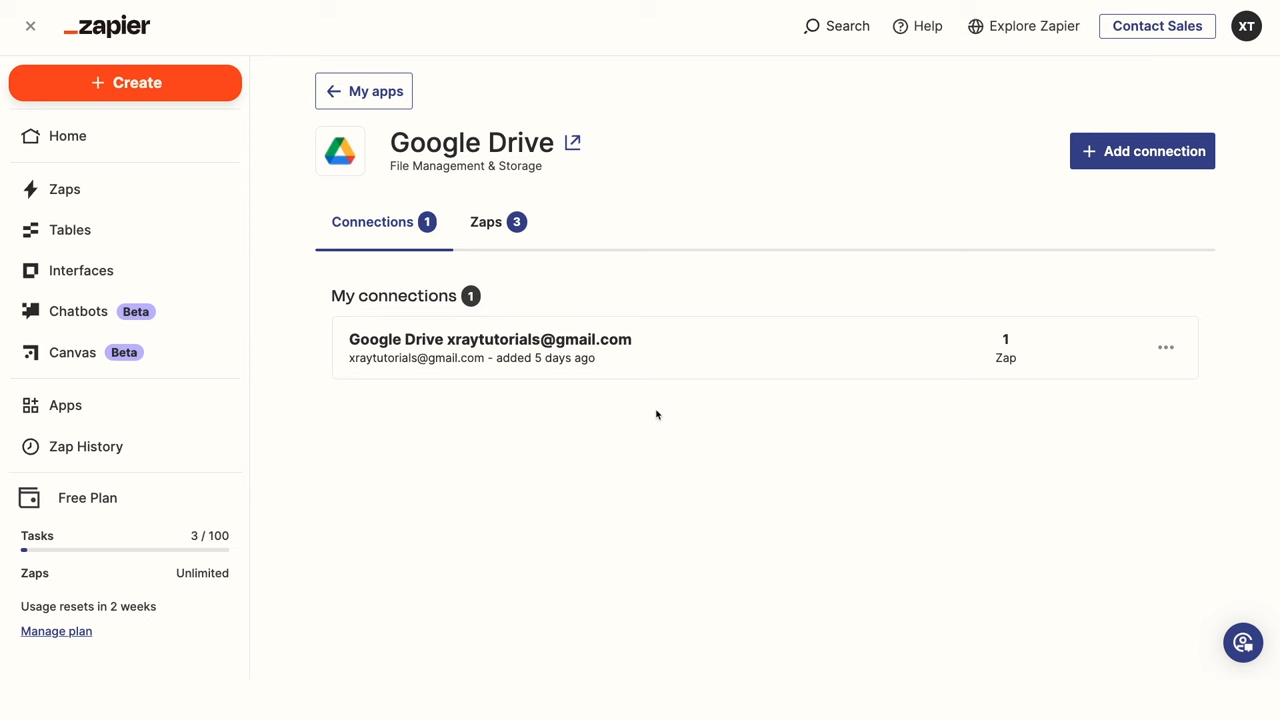 zapier
Search
Help
Explore Zapier
Contact Sales
XT
Create
My apps
Home
Google Drive
File Management & Storage
Add connection
Zaps
Tables
Interfaces
Chatbots Beta
Canvas Beta
Apps
Zap History
Free Plan
Tasks 3 / 100
Zaps Unlimited
Usage resets in 2 weeks
Manage plan
Connections 1
Zaps 3
My connections 1
Google Drive xraytutorials@gmail.com
xraytutorials@gmail.com - added 5 days ago
1
Zap